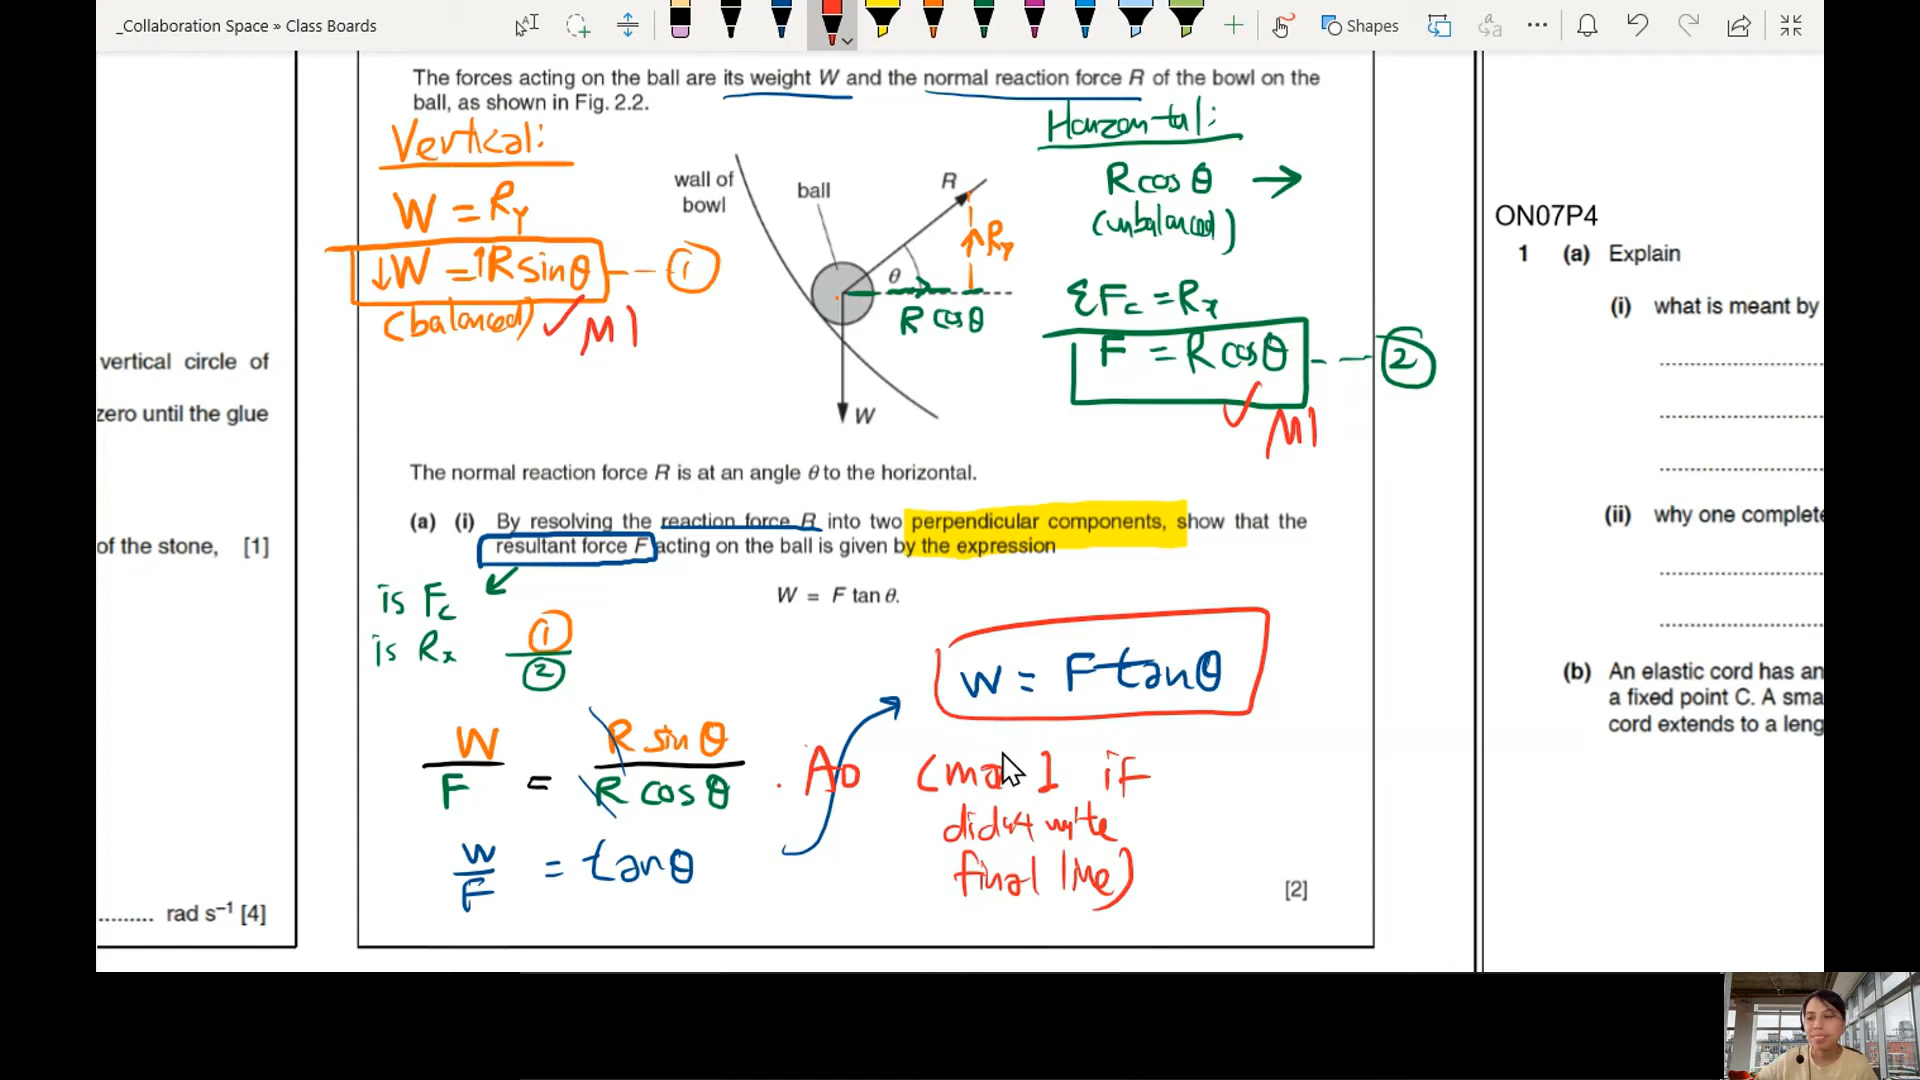 _Collaboration Space » Class Boards
Shapes
The forces acting on the ball are its weight W and the normal reaction force R of the bowl on the
ball, as shown in Fig. 2.2.
Vertical:
W = Ry
↓W = ↑R sinθ -- ①
(balanced) ✓ M1
wall of
bowl
ball
R
θ
Ry
R cosθ
W
Horizontal:
R cos θ →
(unbalanced)
ΣFc = Rx
F = R cosθ -- ②
✓ M1
The normal reaction force R is at an angle θ to the horizontal.
(a) (i) By resolving the reaction force R into two perpendicular components, show that the
resultant force F acting on the ball is given by the expression
W = F tan θ.
is Fc
is Rx
①
②
W/F = R sin θ / R cos θ
W/F = tanθ
W = F tanθ
. A0 (max 1 if
didn't write
final line)
[2]
vertical circle of
zero until the glue
of the stone, [1]
......... rad s⁻¹ [4]
ON07P4
1 (a) Explain
(i) what is meant by
(ii) why one complete
(b) An elastic cord has an
a fixed point C. A sma
cord extends to a leng